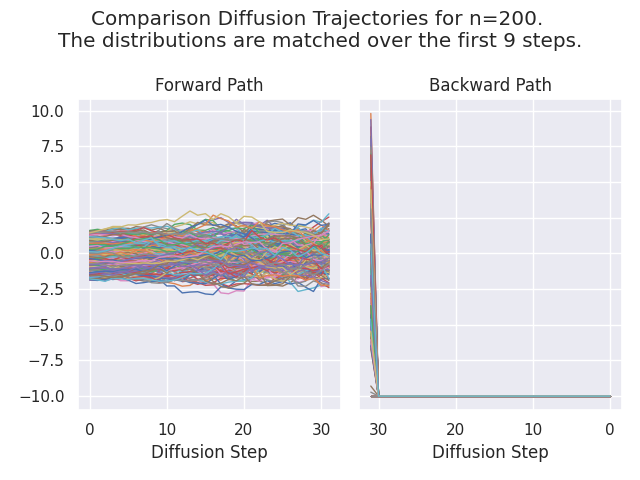 Comparison Diffusion Trajectories for n=200.
The distributions are matched over the first 9 steps.
Forward Path
Backward Path
10.0
7.5
5.0
2.5
0.0
−2.5
−5.0
−7.5
−10.0
0 10 20 30
30 20 10 0
Diffusion Step
Diffusion Step